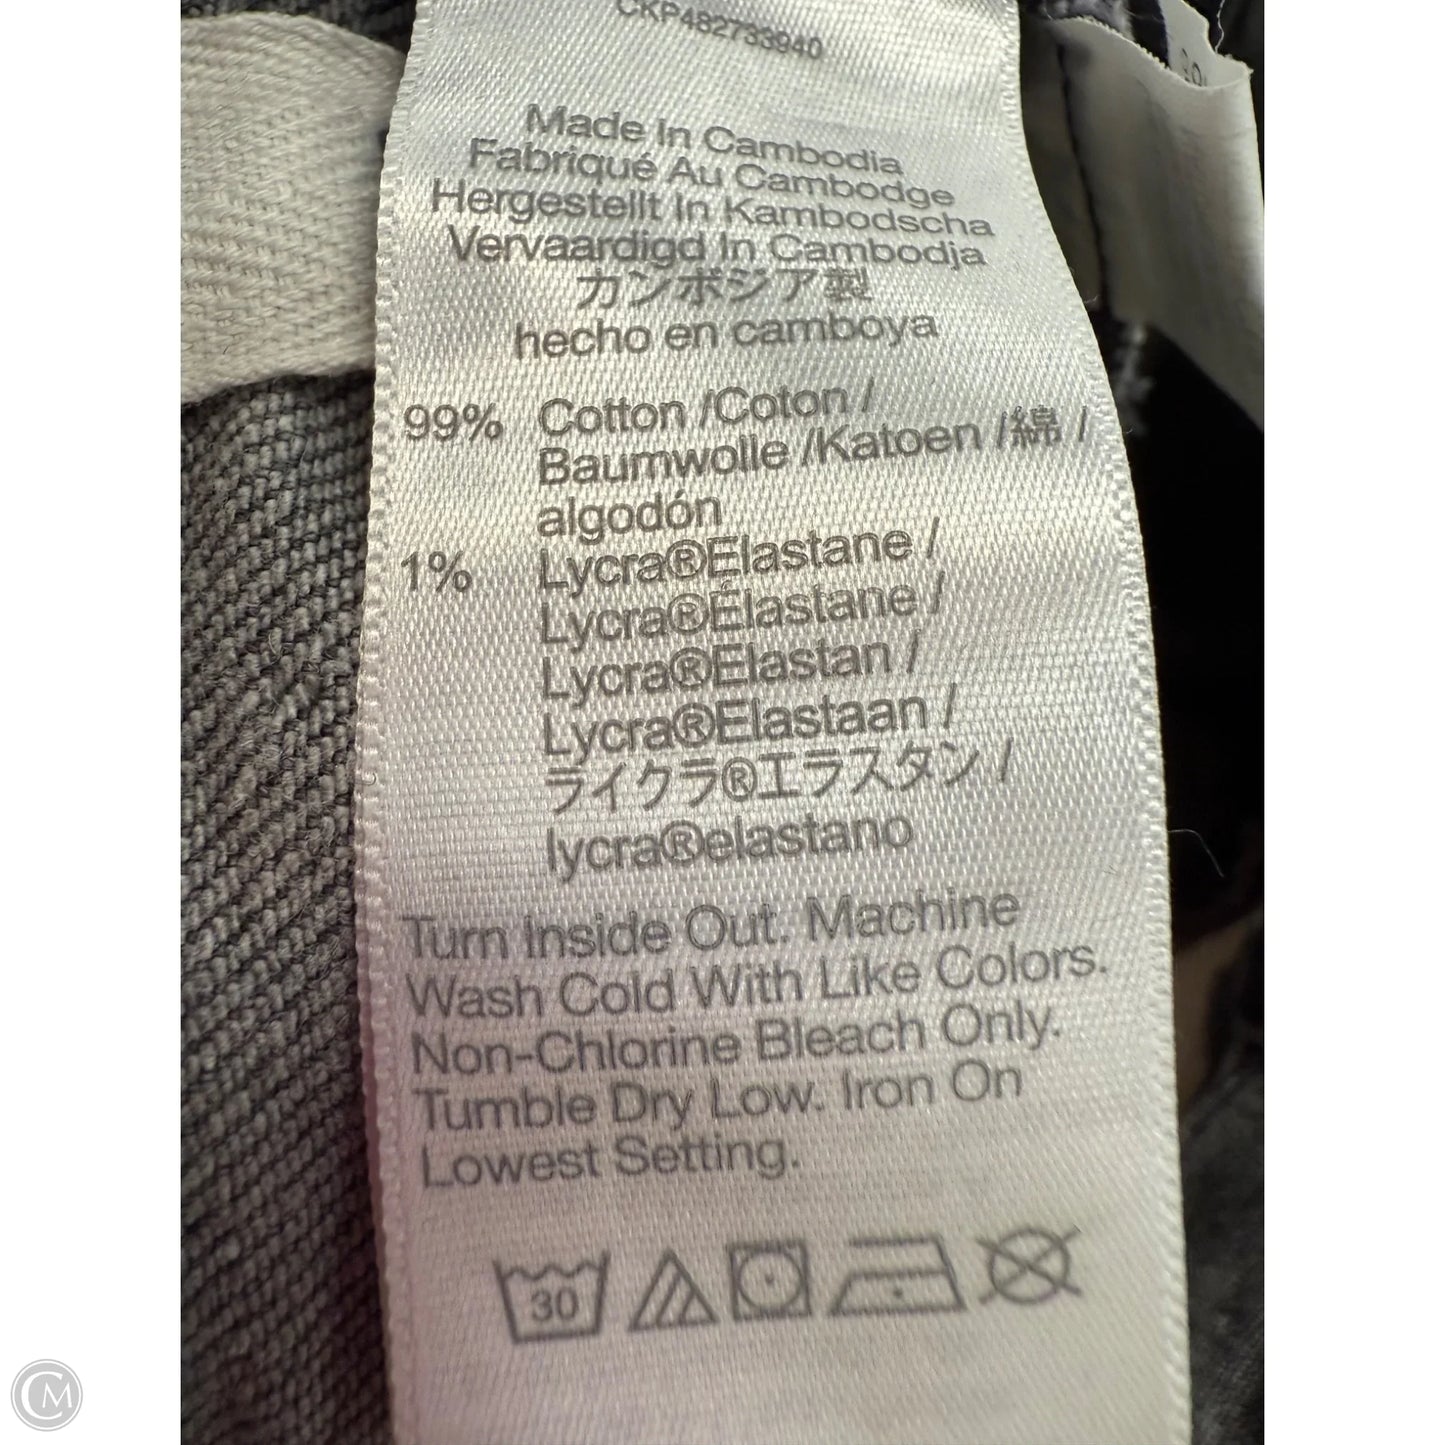 CKP482733940
Made In Cambodia
Fabriqué Au Cambodge
Hergestellt In Kambodscha
Vervaardigd In Cambodja
カンボジア製
hecho en camboya
99% Cotton /Coton /
Baumwolle /Katoen /綿 /
algodón
1% Lycra®Elastane /
Lycra®Élastane /
Lycra®Elastan /
Lycra®Elastaan /
ライクラ®エラスタン /
lycra®elastano
Turn Inside Out. Machine
Wash Cold With Like Colors.
Non-Chlorine Bleach Only.
Tumble Dry Low. Iron On
Lowest Setting.
30
CM